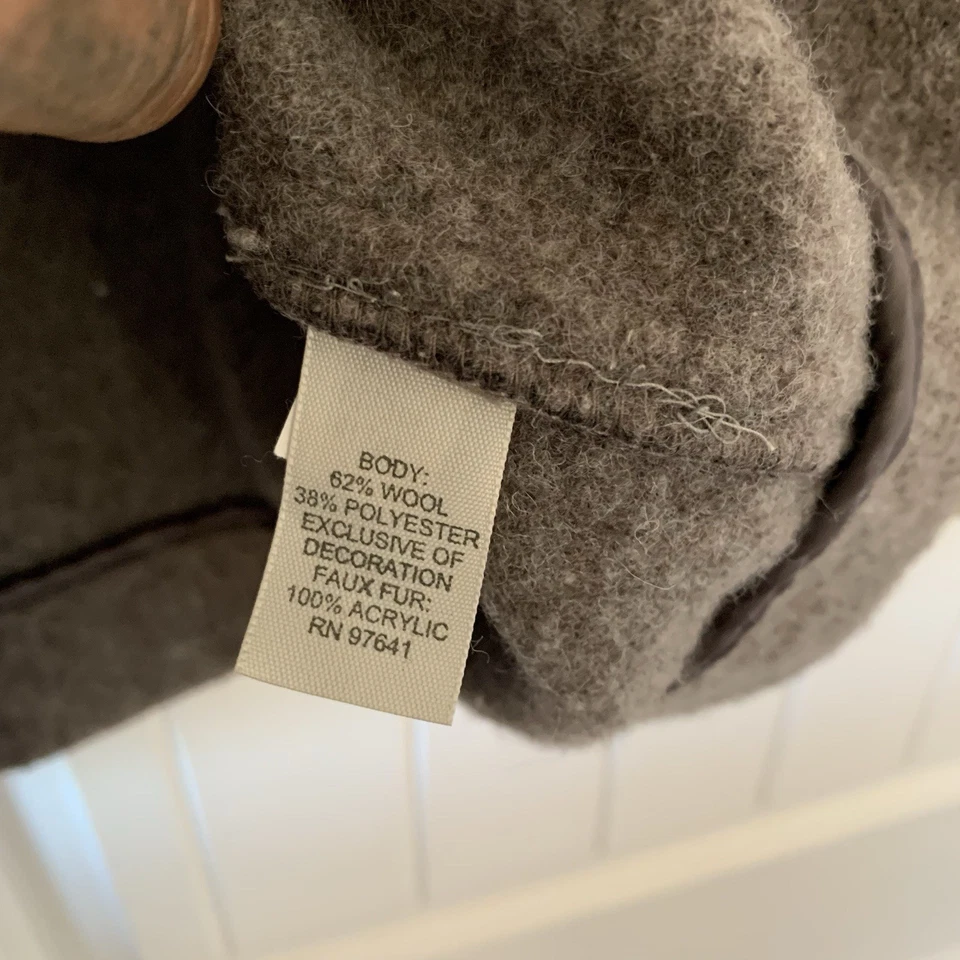 BODY:
62% WOOL
38% POLYESTER
EXCLUSIVE OF
DECORATION
FAUX FUR:
100% ACRYLIC
RN 97641